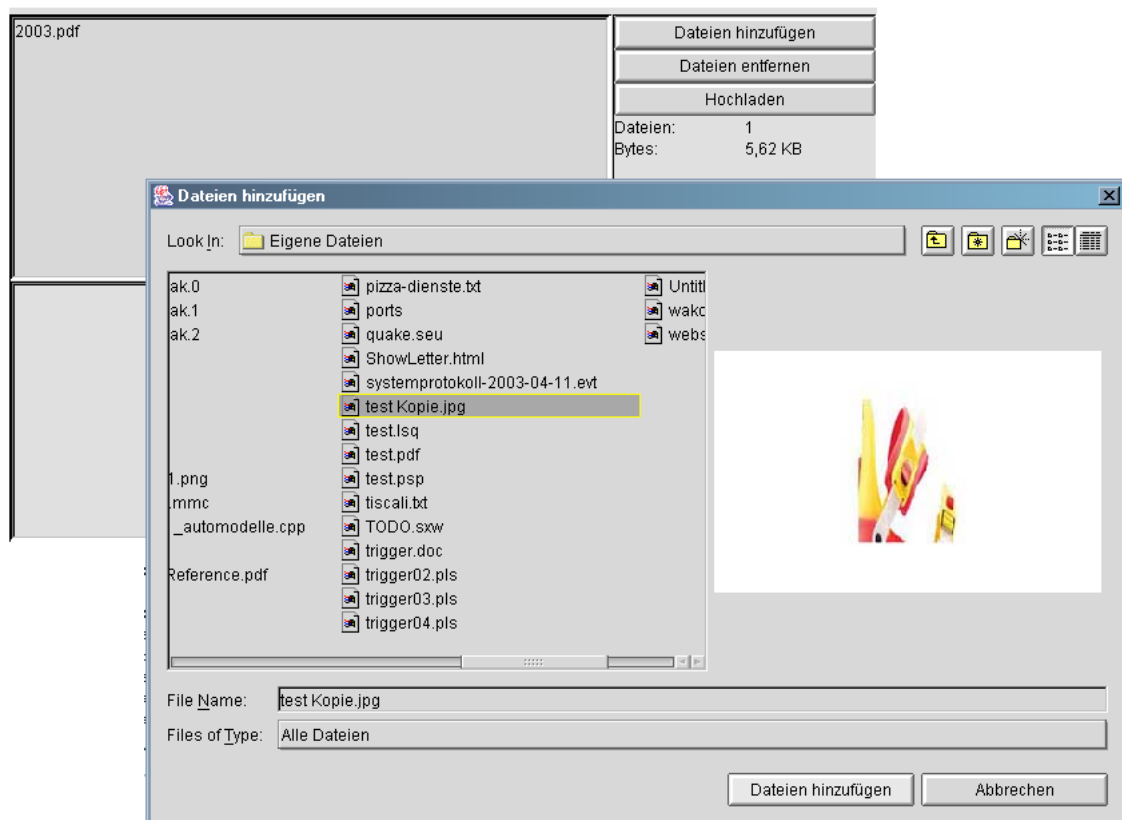 2003.pdf
Dateien hinzufügen
Dateien entfernen
Hochladen
Dateien: 1
Bytes: 5,62 KB
Dateien hinzufügen
Look In: Eigene Dateien
ak.0
ak.1
ak.2
1.png
.mmc
_automodelle.cpp
Reference.pdf
pizza-dienste.txt
ports
quake.seu
ShowLetter.html
systemprotokoll-2003-04-11.evt
test Kopie.jpg
test.lsq
test.pdf
test.psp
tiscali.txt
TODO.sxw
trigger.doc
trigger02.pls
trigger03.pls
trigger04.pls
Untitl
wakc
webs
File Name: test Kopie.jpg
Files of Type: Alle Dateien
Dateien hinzufügen Abbrechen